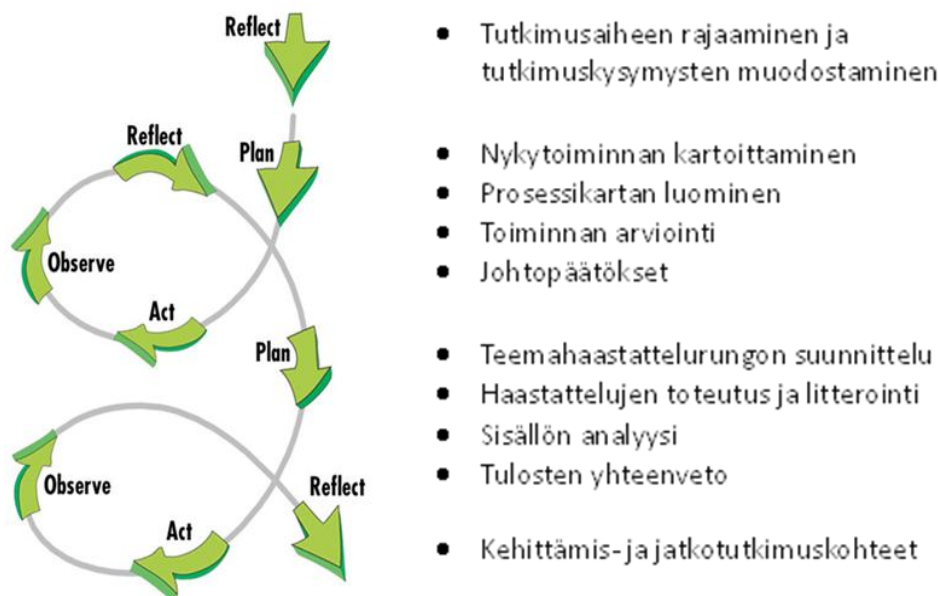 Reflect
Reflect
Plan
Observe
Act
Plan
Observe
Reflect
Act
• Tutkimusaiheen rajaaminen ja
tutkimuskysymysten muodostaminen
• Nykytoiminnan kartoittaminen
• Prosessikartan luominen
• Toiminnan arviointi
• Johtopäätökset
• Teemahaastattelurungon suunnittelu
• Haastattelujen toteutus ja litterointi
• Sisällön analyysi
• Tulosten yhteenveto
• Kehittämis- ja jatkotutkimuskohteet